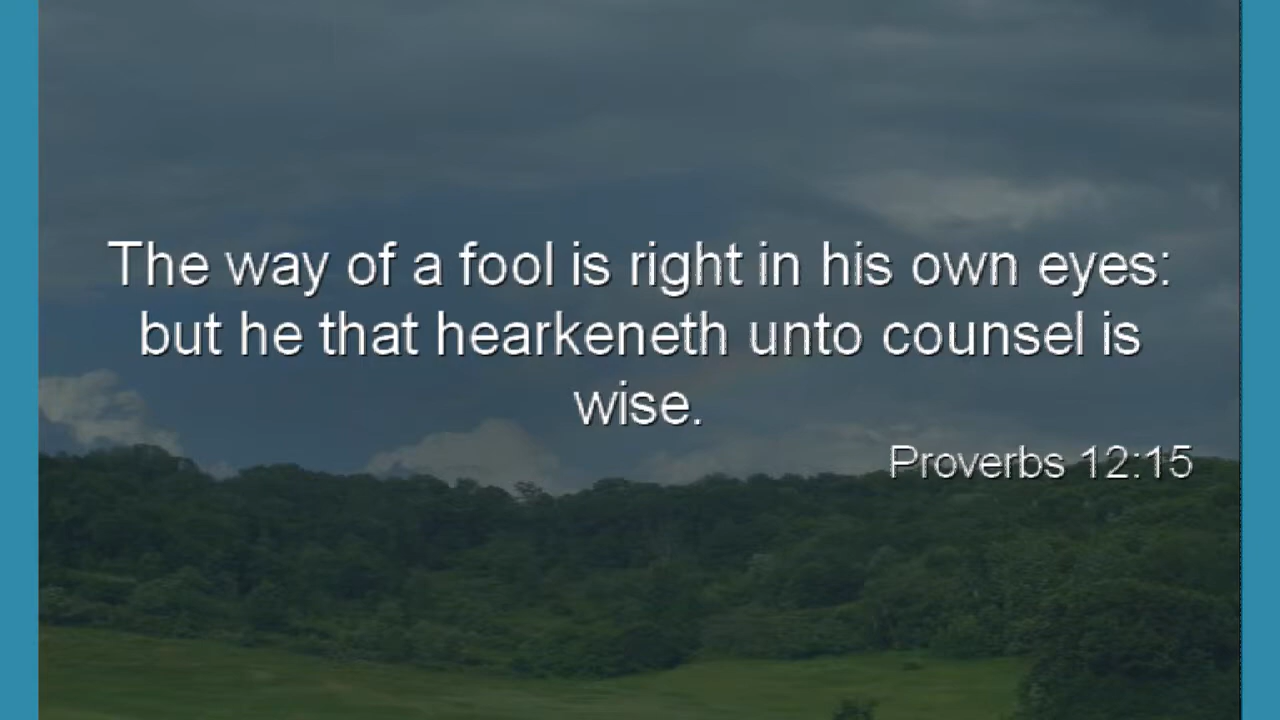 The way of a fool is right in his own eyes:
but he that hearkeneth unto counsel is
wise.
Proverbs 12:15